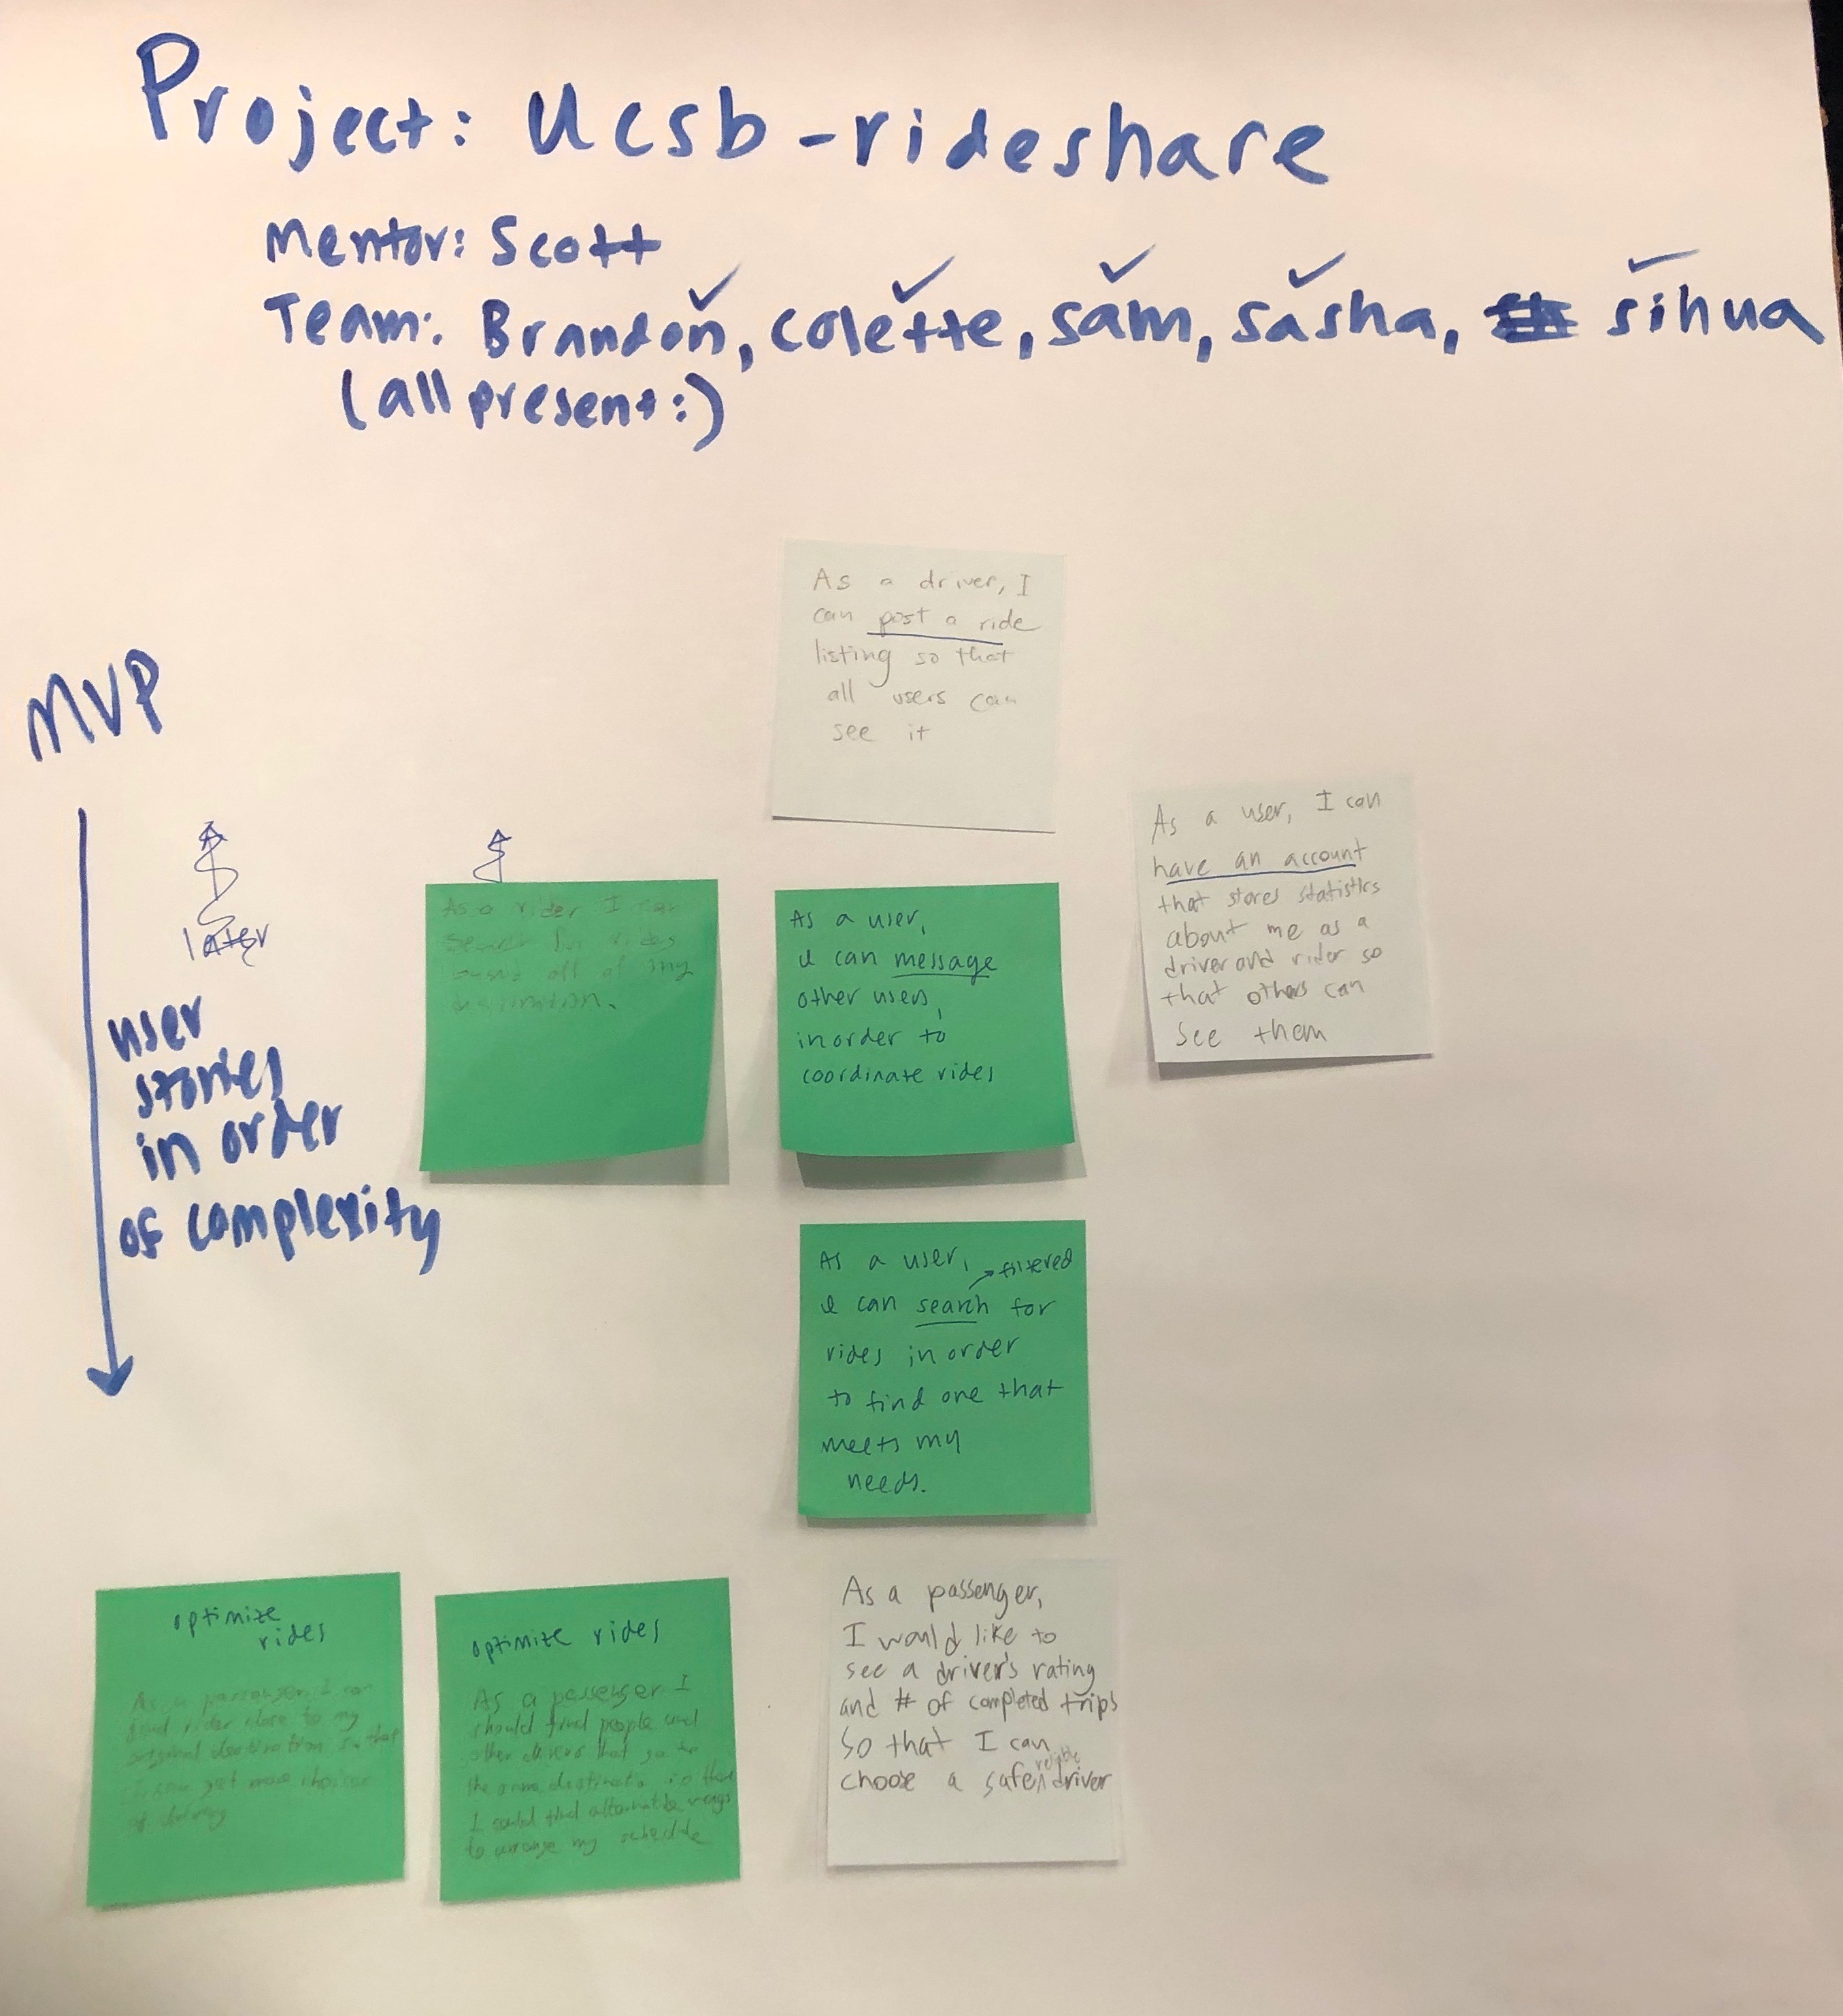 Project: Ucsb-rideshare
Mentor: Scott
Team: Brandon, colette, sam, sasha, sihua
(all present:)
As a driver, I
can post a ride
listing so that
all users can
see it
MVP
later
user
stories
in order
of complexity
As a rider I can
search for rides
based off of my
destination.
As a user,
I can message
other users,
in order to
coordinate rides
As a user, I can
have an account
that stores statistics
about me as a
driver and rider so
that others can
see them
As a user,
filtered
I can search for
rides in order
to find one that
meets my
needs.
optimize
rides
As a passenger I can
close to my
original destination so that
I can get more choices
of driving
optimize rides
As a passenger I
should find people and
other drivers that go to
the same destination so that
I could find alternative ways
to arrange my schedule
As a passenger,
I would like to
see a driver's rating
and # of completed trips
So that I can
reliable
choose a safe, driver